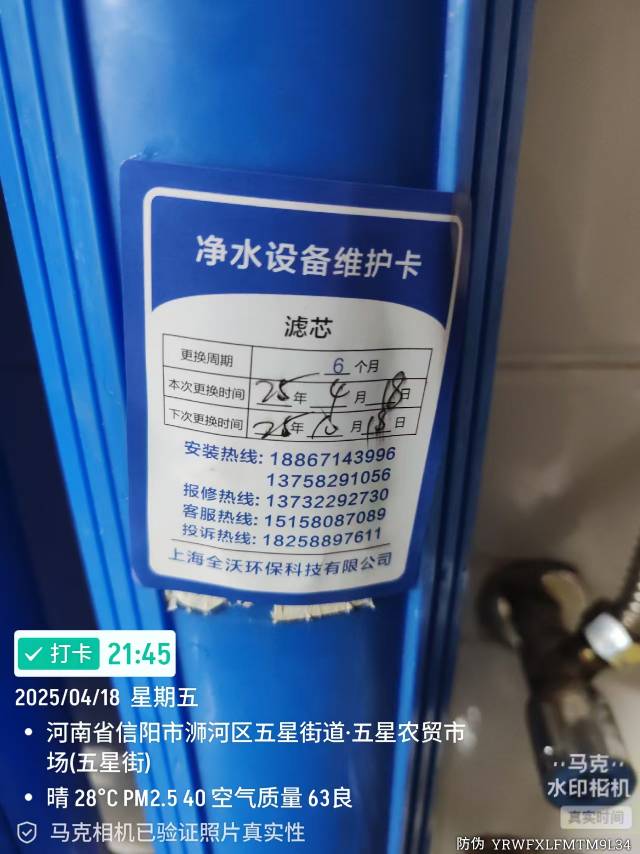 净水设备维护卡
滤芯
更换周期 6 个月
本次更换时间 25 年 4 月 18 日
下次更换时间 25 年 10 月 18 日
安装热线: 18867143996
13758291056
报修热线: 13732292730
客服热线: 15158087089
投诉热线: 18258897611
上海全沃环保科技有限公司
打卡 21:45
2025/04/18 星期五
河南省信阳市浉河区五星街道·五星农贸市
场(五星街)
晴 28°C PM2.5 40 空气质量 63良
马克相机已验证照片真实性
马克
水印相机
真实时间
防伪 YRWFXLFMTM9L34